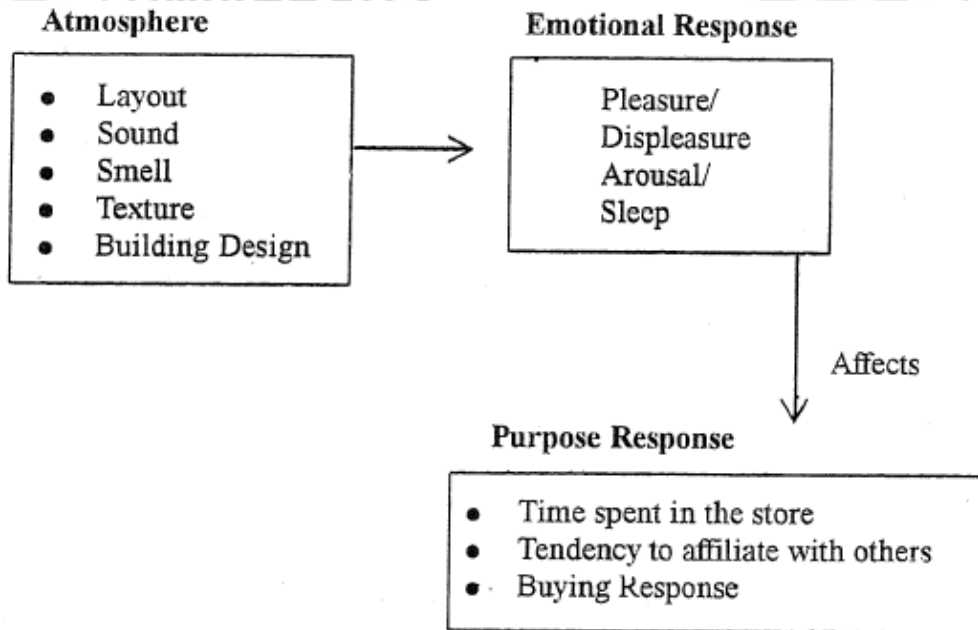 Atmosphere
● Layout
● Sound
● Smell
● Texture
● Building Design
Emotional Response
Pleasure/
Displeasure
Arousal/
Sleep
Affects
Purpose Response
● Time spent in the store
● Tendency to affiliate with others
● Buying Response